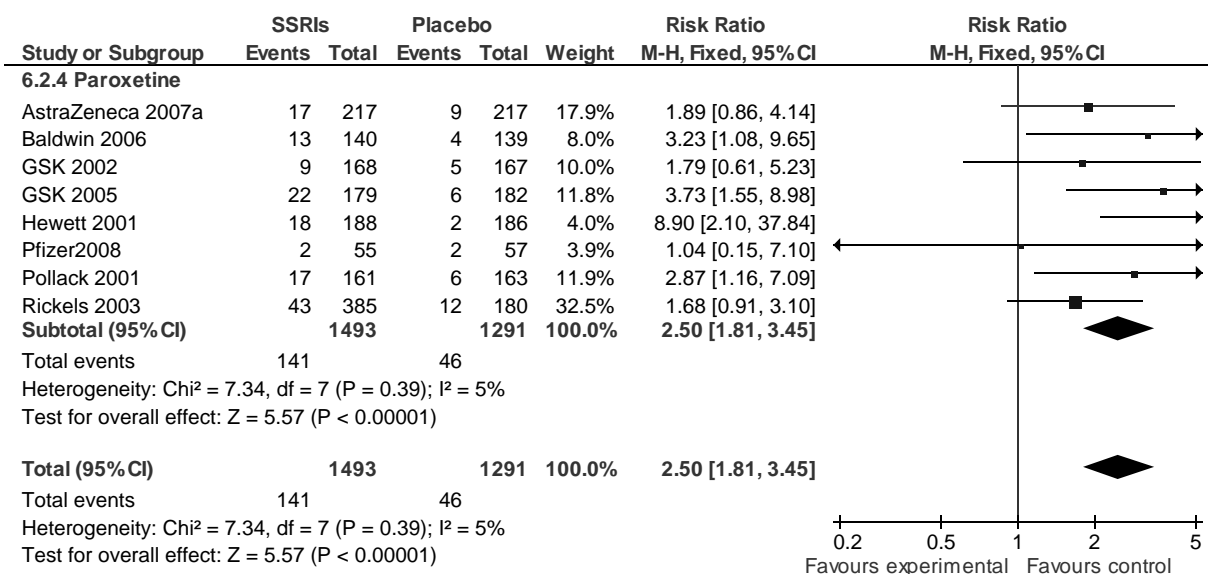 SSRIs Placebo Risk Ratio Risk Ratio
Study or Subgroup Events Total Events Total Weight M-H, Fixed, 95% CI M-H, Fixed, 95% CI
6.2.4 Paroxetine
AstraZeneca 2007a 17 217 9 217 17.9% 1.89 [0.86, 4.14]
Baldwin 2006 13 140 4 139 8.0% 3.23 [1.08, 9.65]
GSK 2002 9 168 5 167 10.0% 1.79 [0.61, 5.23]
GSK 2005 22 179 6 182 11.8% 3.73 [1.55, 8.98]
Hewett 2001 18 188 2 186 4.0% 8.90 [2.10, 37.84]
Pfizer2008 2 55 2 57 3.9% 1.04 [0.15, 7.10]
Pollack 2001 17 161 6 163 11.9% 2.87 [1.16, 7.09]
Rickels 2003 43 385 12 180 32.5% 1.68 [0.91, 3.10]
Subtotal (95% CI) 1493 1291 100.0% 2.50 [1.81, 3.45]
Total events 141 46
Heterogeneity: Chi² = 7.34, df = 7 (P = 0.39); I² = 5%
Test for overall effect: Z = 5.57 (P < 0.00001)
Total (95% CI) 1493 1291 100.0% 2.50 [1.81, 3.45]
Total events 141 46
Heterogeneity: Chi² = 7.34, df = 7 (P = 0.39); I² = 5%
Test for overall effect: Z = 5.57 (P < 0.00001)
0.2 0.5 1 2 5
Favours experimental Favours control